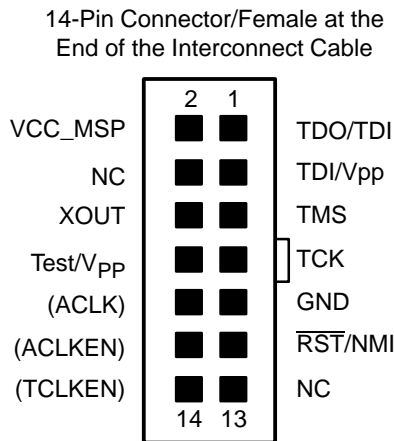 14-Pin Connector/Female at the
End of the Interconnect Cable
2 1
VCC_MSP TDO/TDI
NC TDI/Vpp
XOUT TMS
Test/VPP TCK
(ACLK) GND
(ACLKEN) RST/NMI
(TCLKEN) NC
14 13